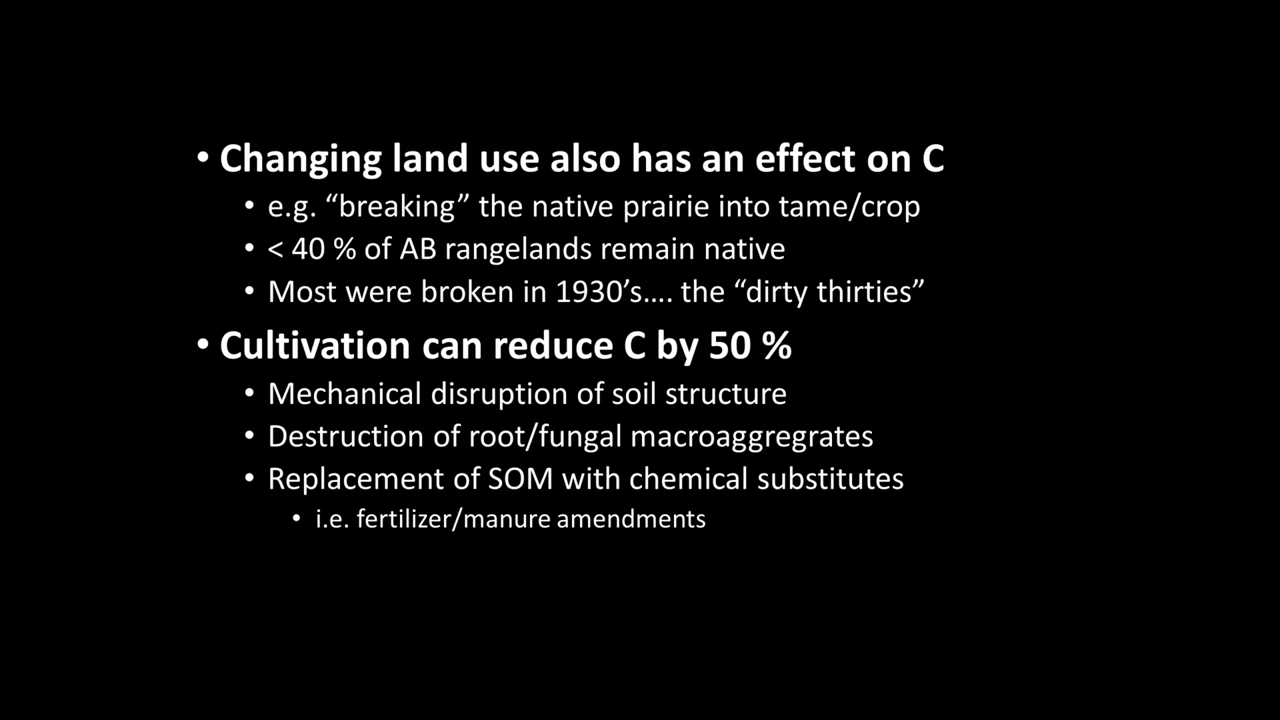 • Changing land use also has an effect on C
• e.g. “breaking” the native prairie into tame/crop
• < 40 % of AB rangelands remain native
• Most were broken in 1930’s…. the “dirty thirties”
• Cultivation can reduce C by 50 %
• Mechanical disruption of soil structure
• Destruction of root/fungal macroaggregrates
• Replacement of SOM with chemical substitutes
• i.e. fertilizer/manure amendments